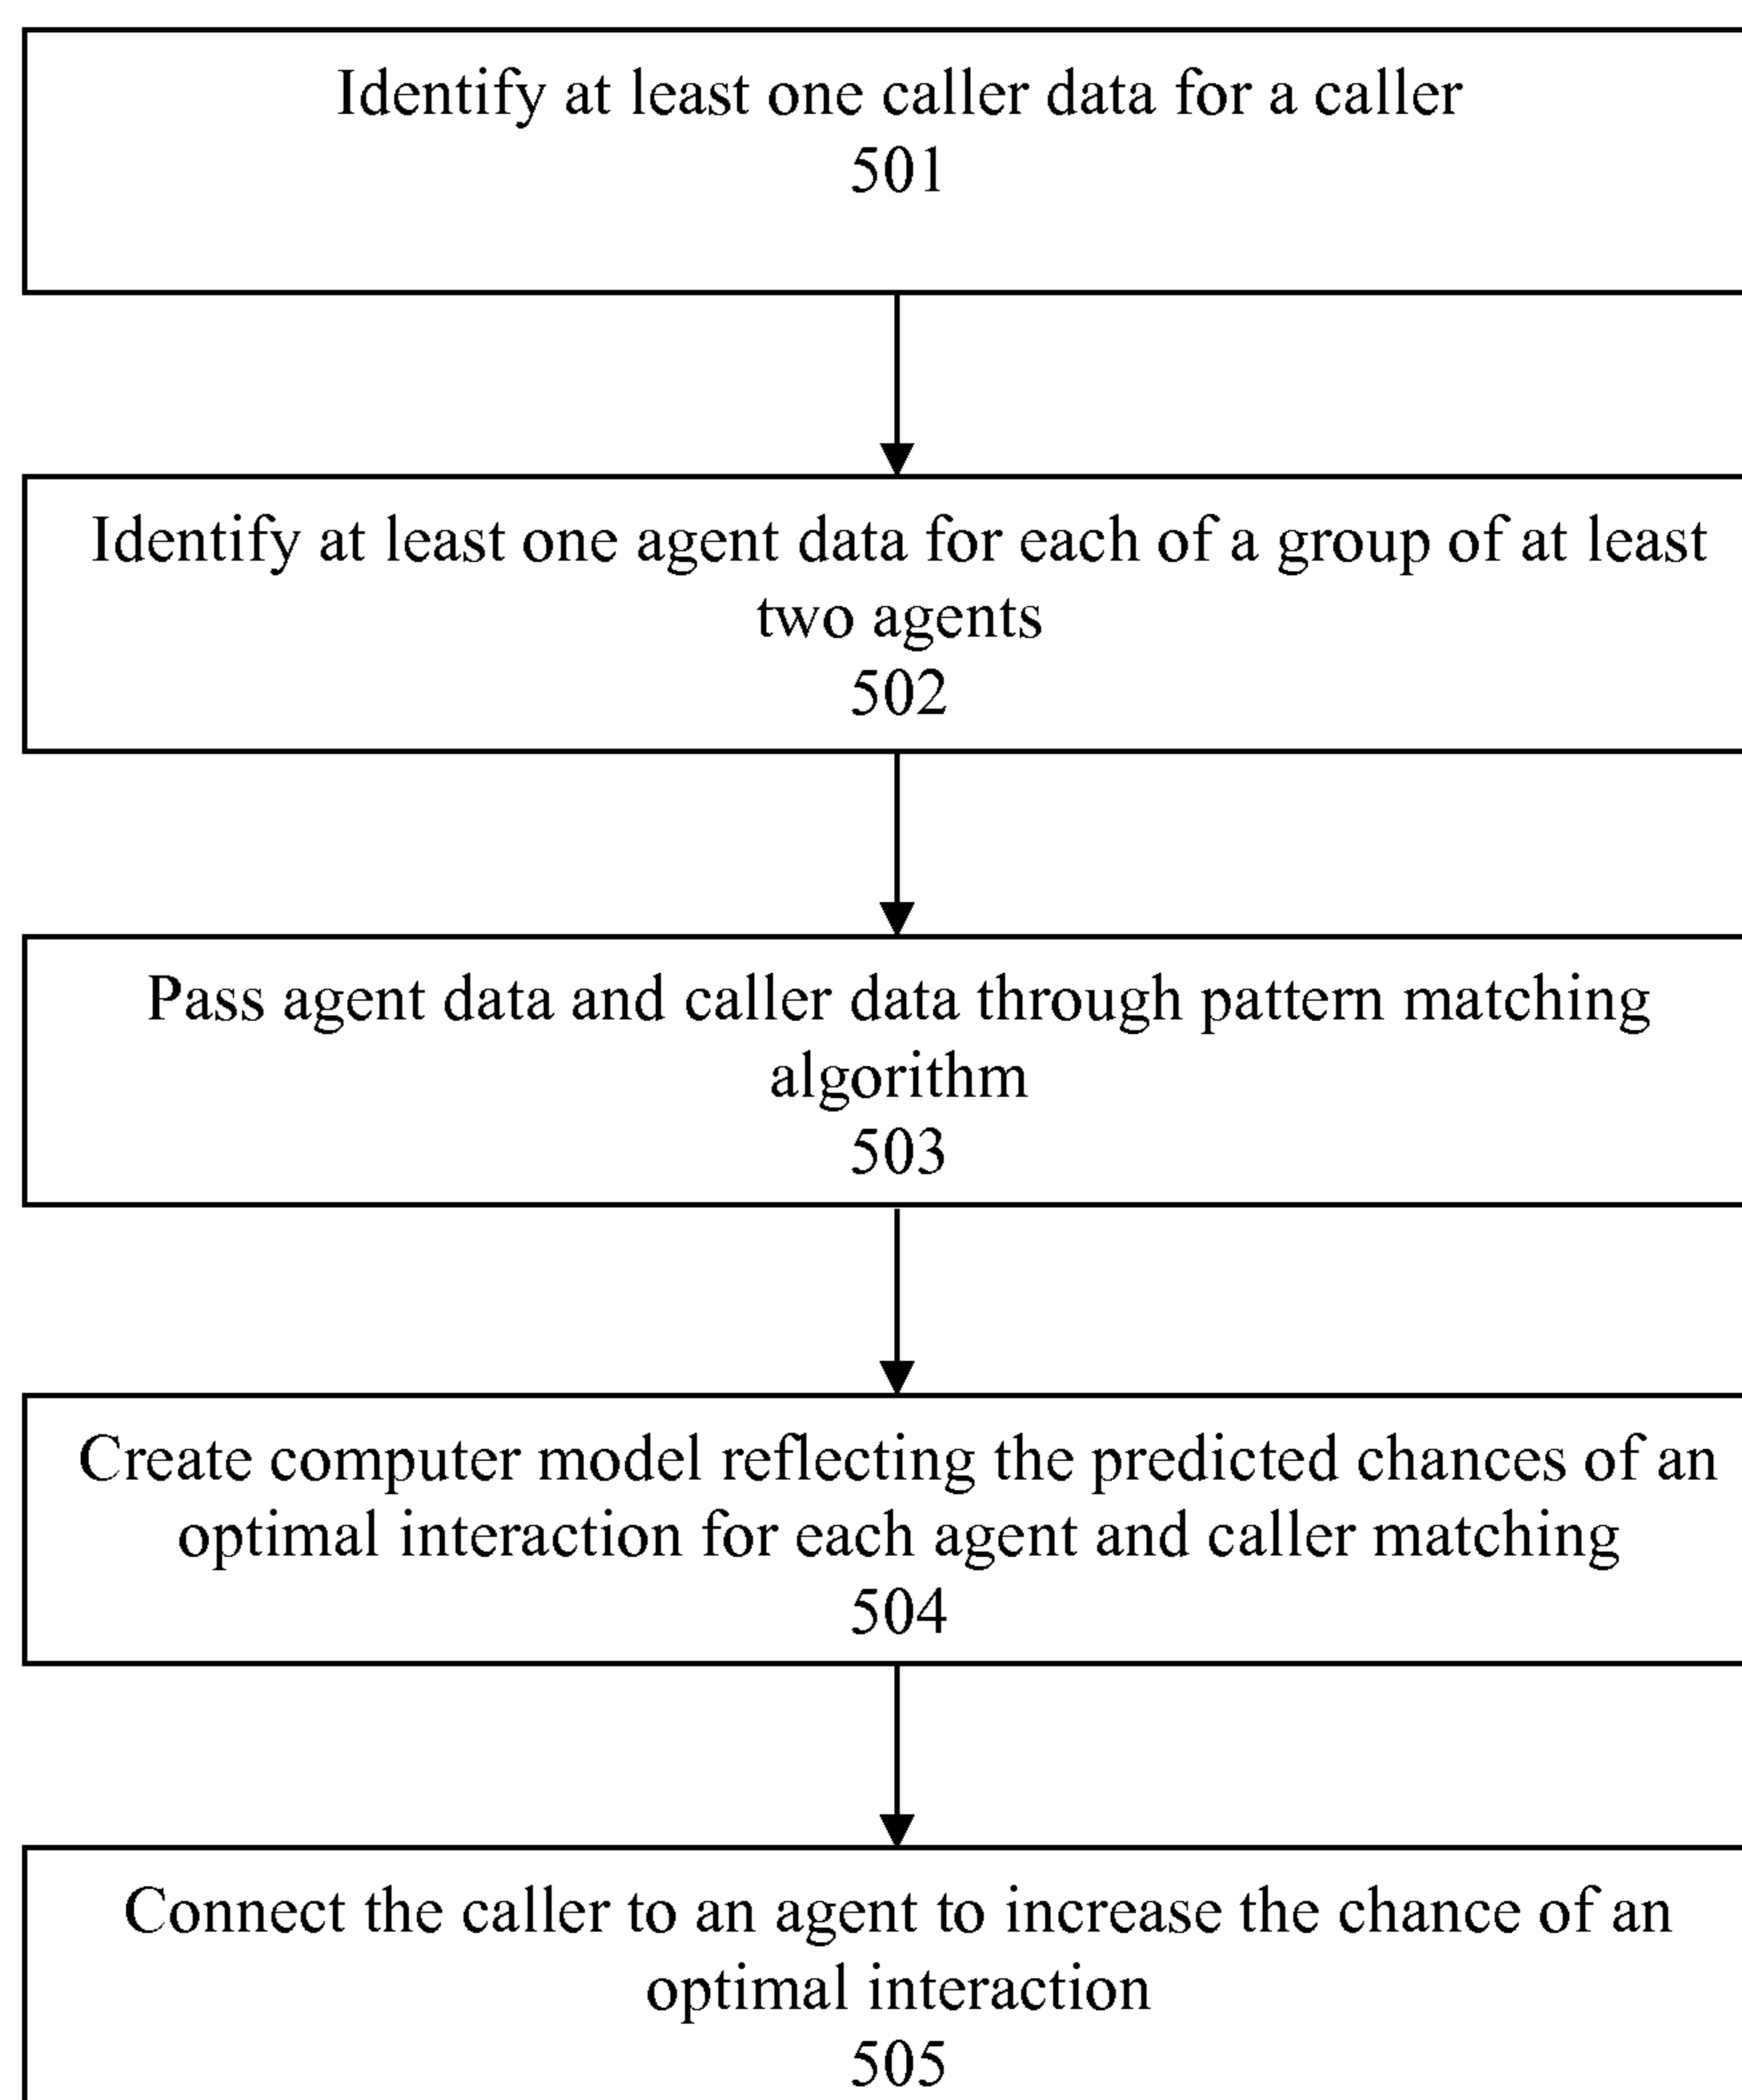 Identify at least one caller data for a caller
501
Identify at least one agent data for each of a group of at least
two agents
502
Pass agent data and caller data through pattern matching
algorithm
503
Create computer model reflecting the predicted chances of an
optimal interaction for each agent and caller matching
504
Connect the caller to an agent to increase the chance of an
optimal interaction
505